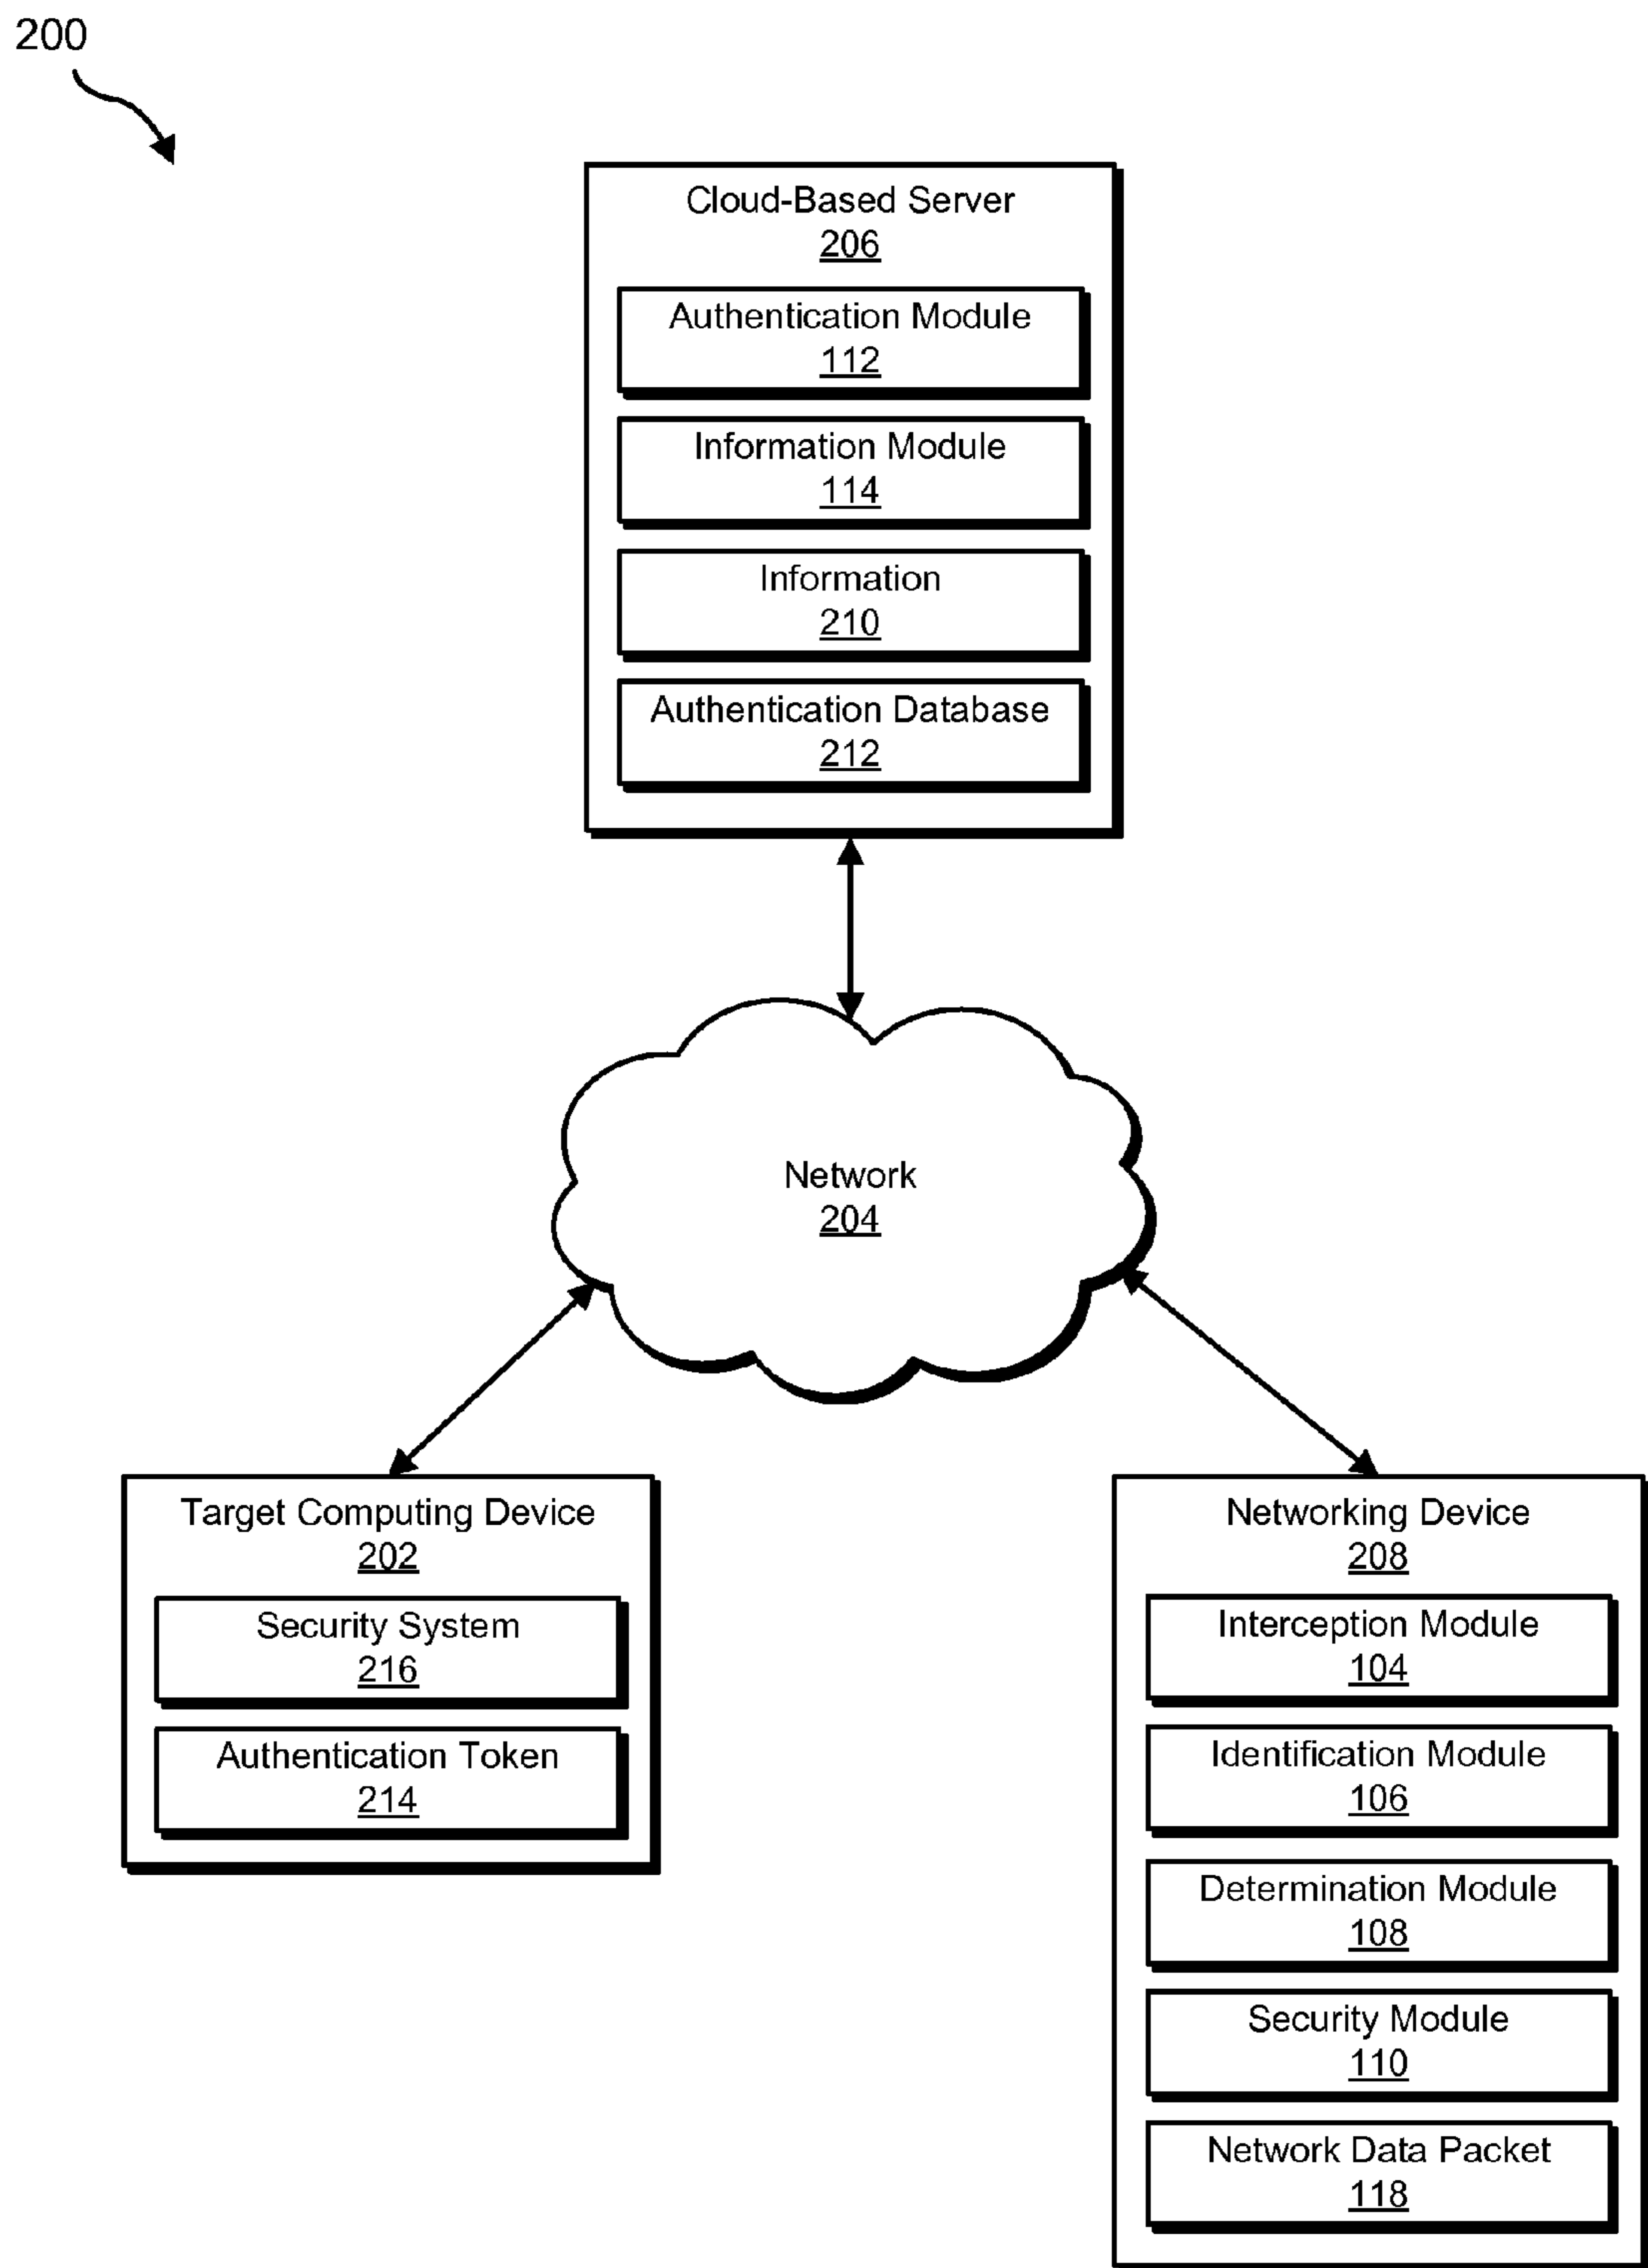 200
Cloud-Based Server
206
Authentication Module
112
Information Module
114
Information
210
Authentication Database
212
Network
204
Target Computing Device
202
Security System
216
Authentication Token
214
Networking Device
208
Interception Module
104
Identification Module
106
Determination Module
108
Security Module
110
Network Data Packet
118